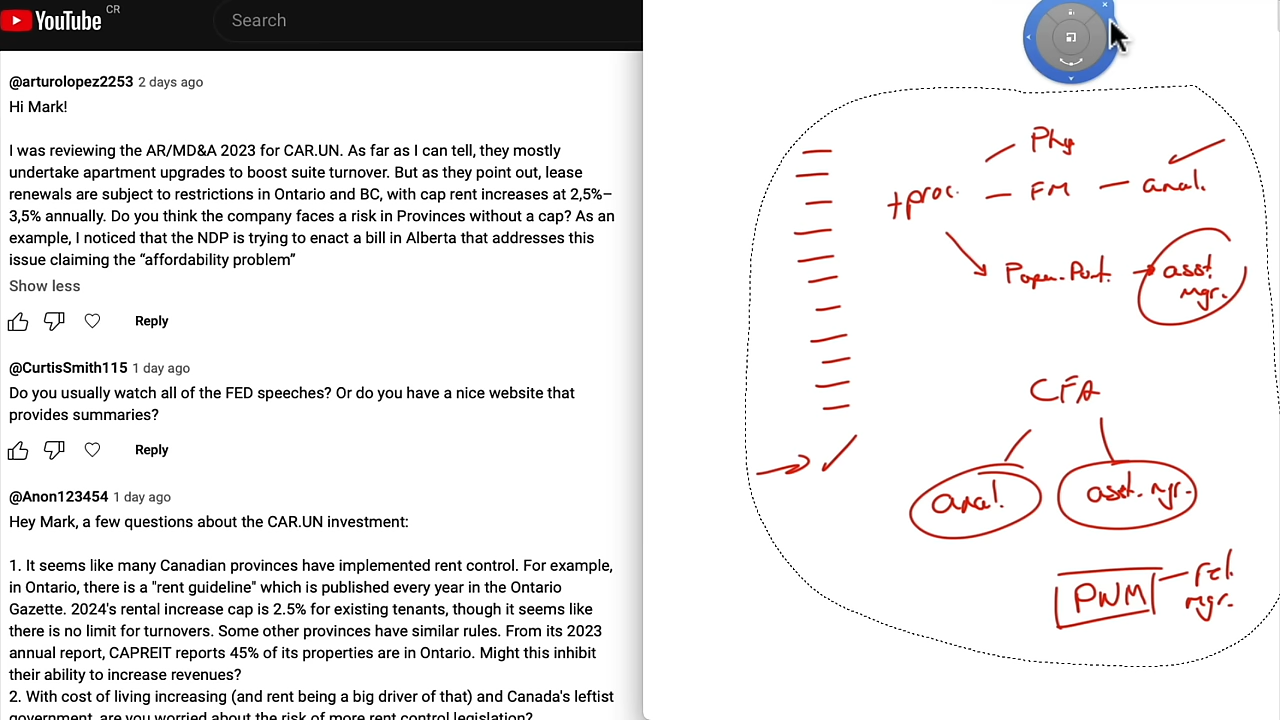 YouTube CR
Search
@arturolopez2253 2 days ago
Hi Mark!
I was reviewing the AR/MD&A 2023 for CAR.UN. As far as I can tell, they mostly
undertake apartment upgrades to boost suite turnover. But as they point out, lease
renewals are subject to restrictions in Ontario and BC, with cap rent increases at 2,5%–
3,5% annually. Do you think the company faces a risk in Provinces without a cap? As an
example, I noticed that the NDP is trying to enact a bill in Alberta that addresses this
issue claiming the “affordability problem”
Show less
Reply
@CurtisSmith115 1 day ago
Do you usually watch all of the FED speeches? Or do you have a nice website that
provides summaries?
Reply
@Anon123454 1 day ago
Hey Mark, a few questions about the CAR.UN investment:
1. It seems like many Canadian provinces have implemented rent control. For example,
in Ontario, there is a "rent guideline" which is published every year in the Ontario
Gazette. 2024's rental increase cap is 2.5% for existing tenants, though it seems like
there is no limit for turnovers. Some other provinces have similar rules. From its 2023
annual report, CAPREIT reports 45% of its properties are in Ontario. Might this inhibit
their ability to increase revenues?
2. With cost of living increasing (and rent being a big driver of that) and Canada's leftist
government, are you worried about the risk of more rent control legislation?
Phy
+proc. – FM – anal.
asst.
mgr.
CFA
anal.
asst. mgr.
PWM – rel.
mgr.